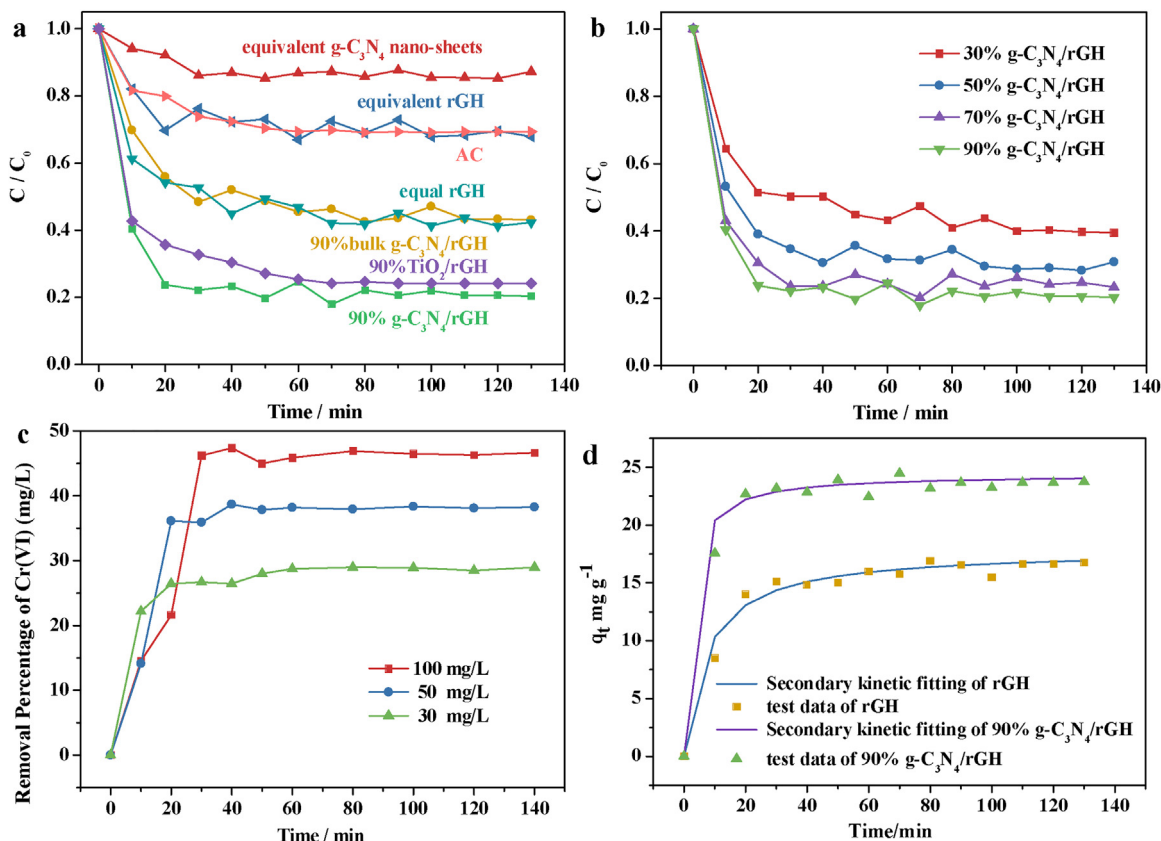 a
C / C₀
1.0
0.8
0.6
0.4
0.2
0.0
equivalent g-C₃N₄ nano-sheets
equivalent rGH
AC
equal rGH
90%bulk g-C₃N₄/rGH
90%TiO₂/rGH
90% g-C₃N₄/rGH
0 20 40 60 80 100 120 140
Time / min
b
C / C₀
1.0
0.8
0.6
0.4
0.2
0.0
30% g-C₃N₄/rGH
50% g-C₃N₄/rGH
70% g-C₃N₄/rGH
90% g-C₃N₄/rGH
0 20 40 60 80 100 120 140
Time / min
c
Removal Percentage of Cr(VI) (mg/L)
50
40
30
20
10
0
100 mg/L
50 mg/L
30 mg/L
0 20 40 60 80 100 120 140
Time / min
d
qₜ mg g⁻¹
25
20
15
10
5
0
Secondary kinetic fitting of rGH
test data of rGH
Secondary kinetic fitting of 90% g-C₃N₄/rGH
test data of 90% g-C₃N₄/rGH
0 20 40 60 80 100 120 140
Time/min